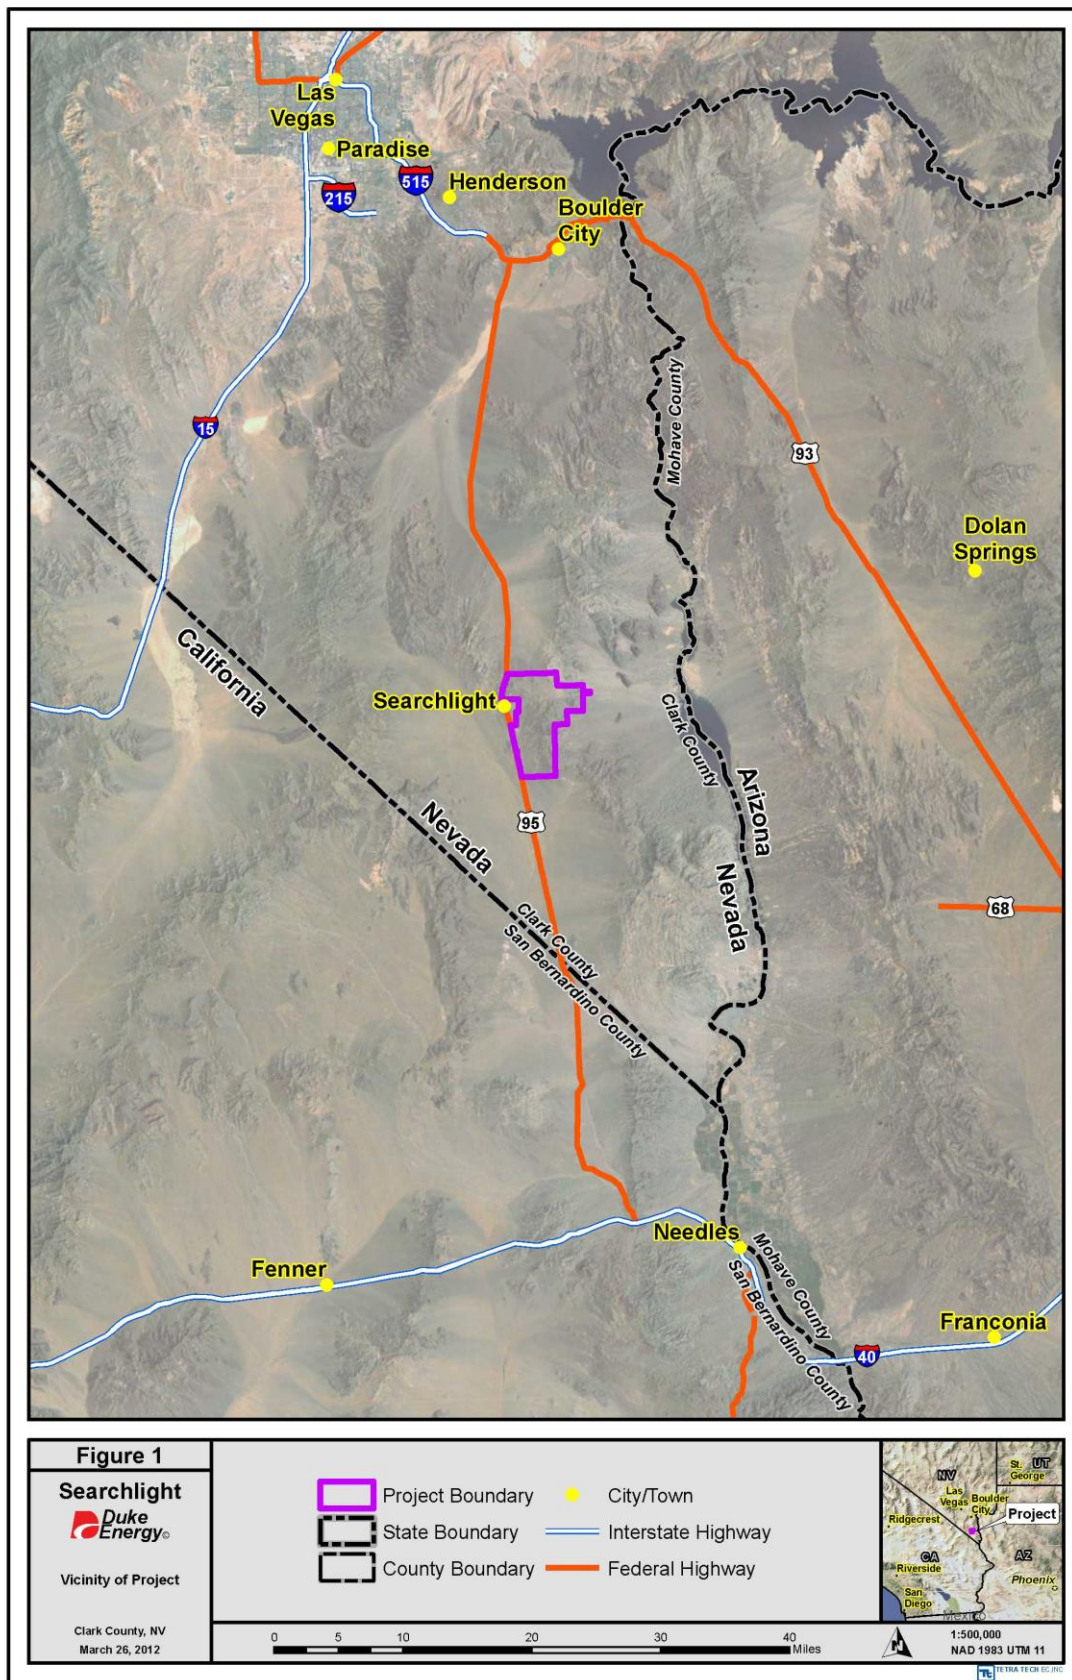 Las
Vegas
Paradise
215
515
Henderson
Boulder
City
15
Mohave County
93
Dolan
Springs
California
Searchlight
Clark County
Arizona
Nevada
95
Nevada
68
Clark County
San Bernardino County
Needles
Mohave County
San Bernardino County
Fenner
Franconia
40
Figure 1
Searchlight
Duke
Energy©
Vicinity of Project
Clark County, NV
March 26, 2012
Project Boundary
State Boundary
County Boundary
City/Town
Interstate Highway
Federal Highway
0 5 10 20 30 40
Miles
NV
UT
St.
George
Las
Vegas
Boulder
City
Ridgecrest
Project
CA
AZ
Riverside
Phoenix
San
Diego
Mexico
N
1:500,000
NAD 1983 UTM 11
Tt
TETRA TECH EC, INC